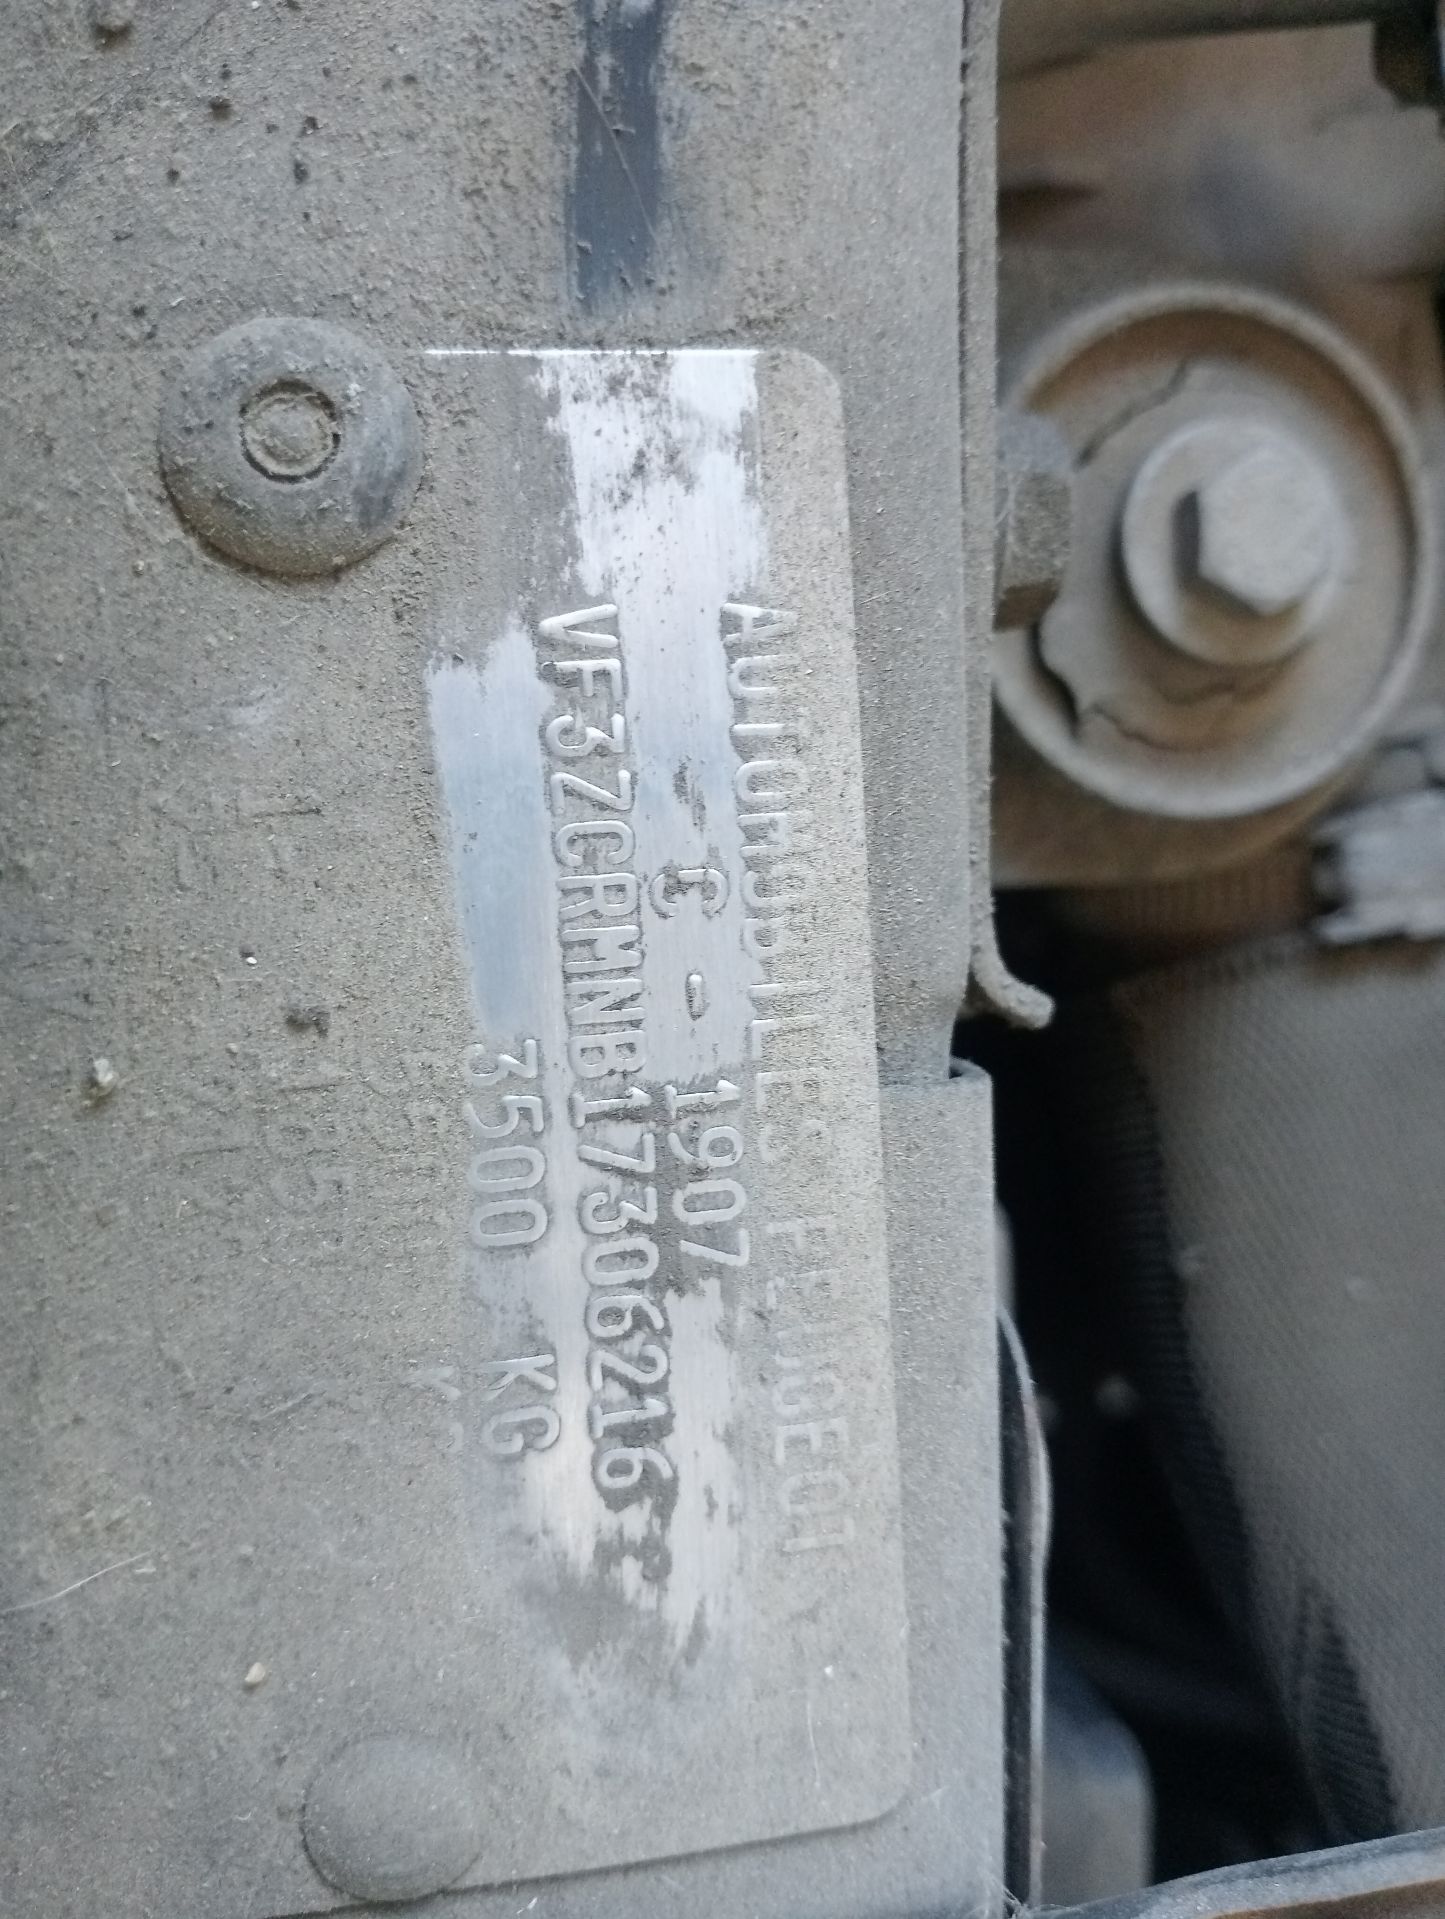 AUTOMOBILES PEUGEOT
C - 1907
VF3ZCRMNB17306216
3500 KG